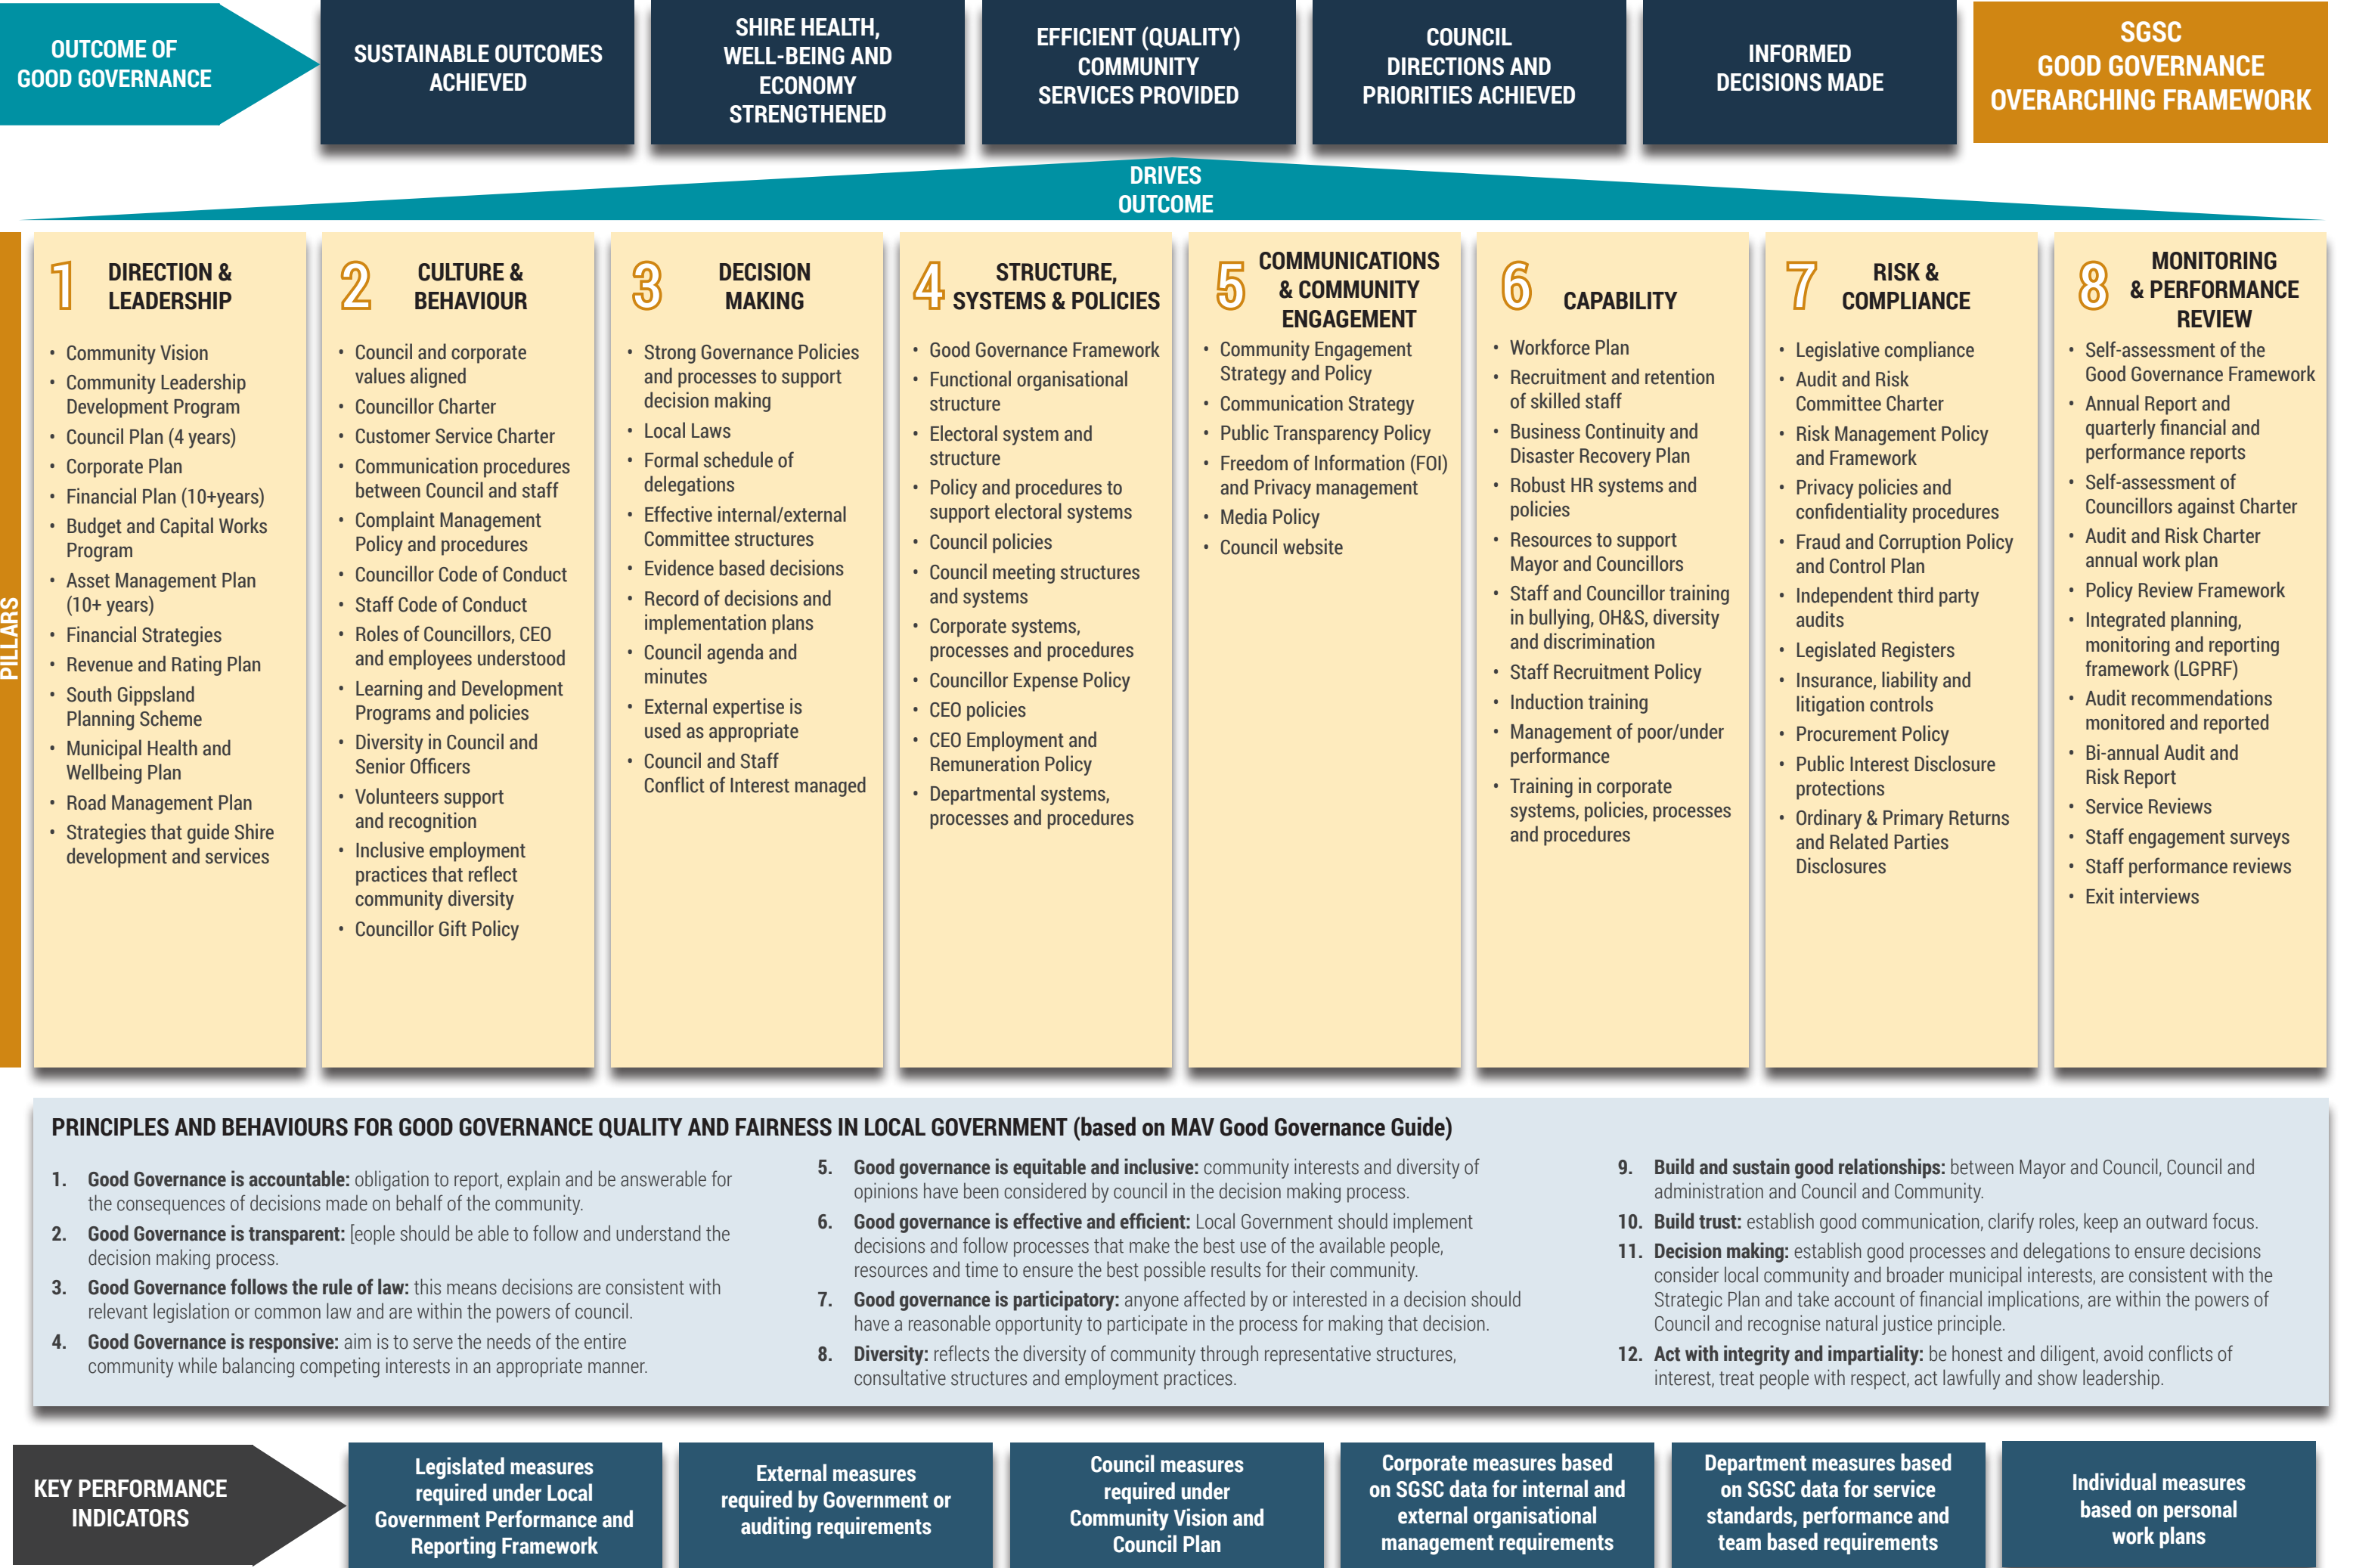 OUTCOME OF
GOOD GOVERNANCE
SUSTAINABLE OUTCOMES
ACHIEVED
SHIRE HEALTH,
WELL-BEING AND
ECONOMY
STRENGTHENED
EFFICIENT (QUALITY)
COMMUNITY
SERVICES PROVIDED
COUNCIL
DIRECTIONS AND
PRIORITIES ACHIEVED
INFORMED
DECISIONS MADE
SGSC
GOOD GOVERNANCE
OVERARCHING FRAMEWORK
DRIVES
OUTCOME
PILLARS
1 DIRECTION &
LEADERSHIP
• Community Vision
• Community Leadership
Development Program
• Council Plan (4 years)
• Corporate Plan
• Financial Plan (10+years)
• Budget and Capital Works
Program
• Asset Management Plan
(10+ years)
• Financial Strategies
• Revenue and Rating Plan
• South Gippsland
Planning Scheme
• Municipal Health and
Wellbeing Plan
• Road Management Plan
• Strategies that guide Shire
development and services
2 CULTURE &
BEHAVIOUR
• Council and corporate
values aligned
• Councillor Charter
• Customer Service Charter
• Communication procedures
between Council and staff
• Complaint Management
Policy and procedures
• Councillor Code of Conduct
• Staff Code of Conduct
• Roles of Councillors, CEO
and employees understood
• Learning and Development
Programs and policies
• Diversity in Council and
Senior Officers
• Volunteers support
and recognition
• Inclusive employment
practices that reflect
community diversity
• Councillor Gift Policy
3 DECISION
MAKING
• Strong Governance Policies
and processes to support
decision making
• Local Laws
• Formal schedule of
delegations
• Effective internal/external
Committee structures
• Evidence based decisions
• Record of decisions and
implementation plans
• Council agenda and
minutes
• External expertise is
used as appropriate
• Council and Staff
Conflict of Interest managed
4 STRUCTURE,
SYSTEMS & POLICIES
• Good Governance Framework
• Functional organisational
structure
• Electoral system and
structure
• Policy and procedures to
support electoral systems
• Council policies
• Council meeting structures
and systems
• Corporate systems,
processes and procedures
• Councillor Expense Policy
• CEO policies
• CEO Employment and
Remuneration Policy
• Departmental systems,
processes and procedures
5 COMMUNICATIONS
& COMMUNITY
ENGAGEMENT
• Community Engagement
Strategy and Policy
• Communication Strategy
• Public Transparency Policy
• Freedom of Information (FOI)
and Privacy management
• Media Policy
• Council website
6 CAPABILITY
• Workforce Plan
• Recruitment and retention
of skilled staff
• Business Continuity and
Disaster Recovery Plan
• Robust HR systems and
policies
• Resources to support
Mayor and Councillors
• Staff and Councillor training
in bullying, OH&S, diversity
and discrimination
• Staff Recruitment Policy
• Induction training
• Management of poor/under
performance
• Training in corporate
systems, policies, processes
and procedures
7 RISK &
COMPLIANCE
• Legislative compliance
• Audit and Risk
Committee Charter
• Risk Management Policy
and Framework
• Privacy policies and
confidentiality procedures
• Fraud and Corruption Policy
and Control Plan
• Independent third party
audits
• Legislated Registers
• Insurance, liability and
litigation controls
• Procurement Policy
• Public Interest Disclosure
protections
• Ordinary & Primary Returns
and Related Parties
Disclosures
8 MONITORING
& PERFORMANCE
REVIEW
• Self-assessment of the
Good Governance Framework
• Annual Report and
quarterly financial and
performance reports
• Self-assessment of
Councillors against Charter
• Audit and Risk Charter
annual work plan
• Policy Review Framework
• Integrated planning,
monitoring and reporting
framework (LGPRF)
• Audit recommendations
monitored and reported
• Bi-annual Audit and
Risk Report
• Service Reviews
• Staff engagement surveys
• Staff performance reviews
• Exit interviews
PRINCIPLES AND BEHAVIOURS FOR GOOD GOVERNANCE QUALITY AND FAIRNESS IN LOCAL GOVERNMENT (based on MAV Good Governance Guide)
1. Good Governance is accountable: obligation to report, explain and be answerable for
the consequences of decisions made on behalf of the community.
2. Good Governance is transparent: [eople should be able to follow and understand the
decision making process.
3. Good Governance follows the rule of law: this means decisions are consistent with
relevant legislation or common law and are within the powers of council.
4. Good Governance is responsive: aim is to serve the needs of the entire
community while balancing competing interests in an appropriate manner.
5. Good governance is equitable and inclusive: community interests and diversity of
opinions have been considered by council in the decision making process.
6. Good governance is effective and efficient: Local Government should implement
decisions and follow processes that make the best use of the available people,
resources and time to ensure the best possible results for their community.
7. Good governance is participatory: anyone affected by or interested in a decision should
have a reasonable opportunity to participate in the process for making that decision.
8. Diversity: reflects the diversity of community through representative structures,
consultative structures and employment practices.
9. Build and sustain good relationships: between Mayor and Council, Council and
administration and Council and Community.
10. Build trust: establish good communication, clarify roles, keep an outward focus.
11. Decision making: establish good processes and delegations to ensure decisions
consider local community and broader municipal interests, are consistent with the
Strategic Plan and take account of financial implications, are within the powers of
Council and recognise natural justice principle.
12. Act with integrity and impartiality: be honest and diligent, avoid conflicts of
interest, treat people with respect, act lawfully and show leadership.
KEY PERFORMANCE
INDICATORS
Legislated measures
required under Local
Government Performance and
Reporting Framework
External measures
required by Government or
auditing requirements
Council measures
required under
Community Vision and
Council Plan
Corporate measures based
on SGSC data for internal and
external organisational
management requirements
Department measures based
on SGSC data for service
standards, performance and
team based requirements
Individual measures
based on personal
work plans